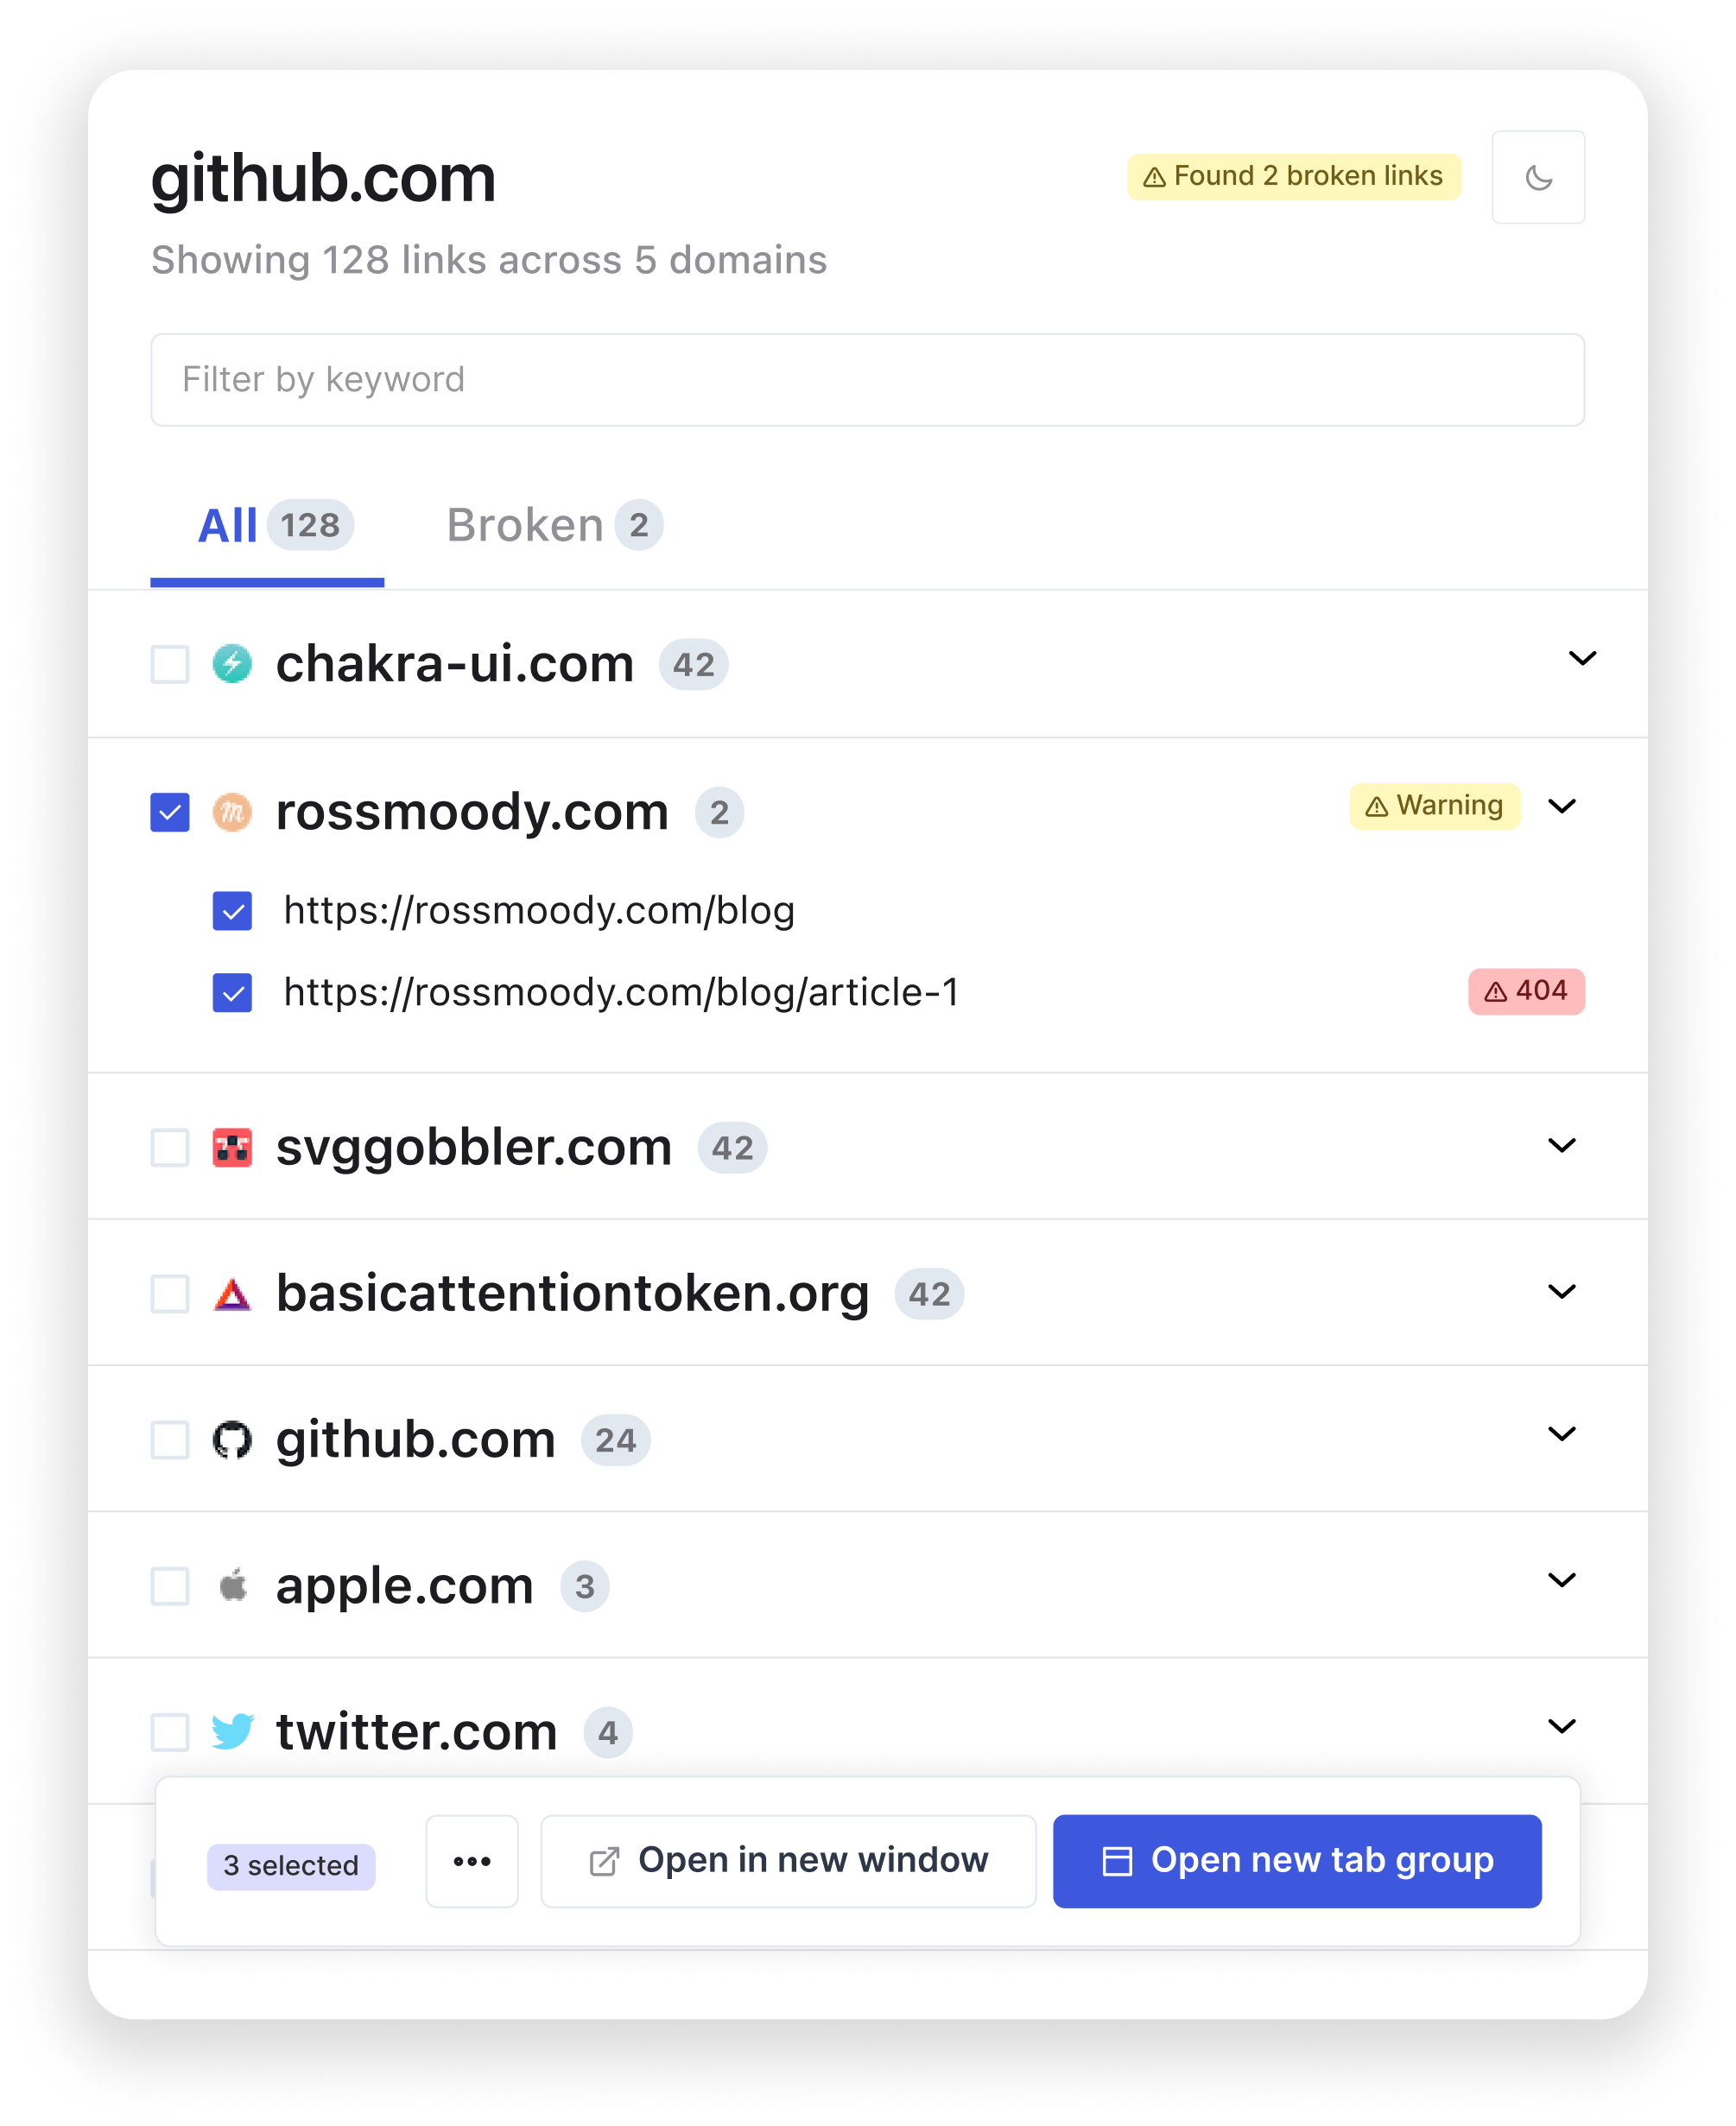 github.com
Found 2 broken links
Showing 128 links across 5 domains
Filter by keyword
All 128 Broken 2
chakra-ui.com 42
rossmoody.com 2 Warning
https://rossmoody.com/blog
https://rossmoody.com/blog/article-1 404
svggobbler.com 42
basicattentiontoken.org 42
github.com 24
apple.com 3
twitter.com 4
3 selected ••• Open in new window Open new tab group